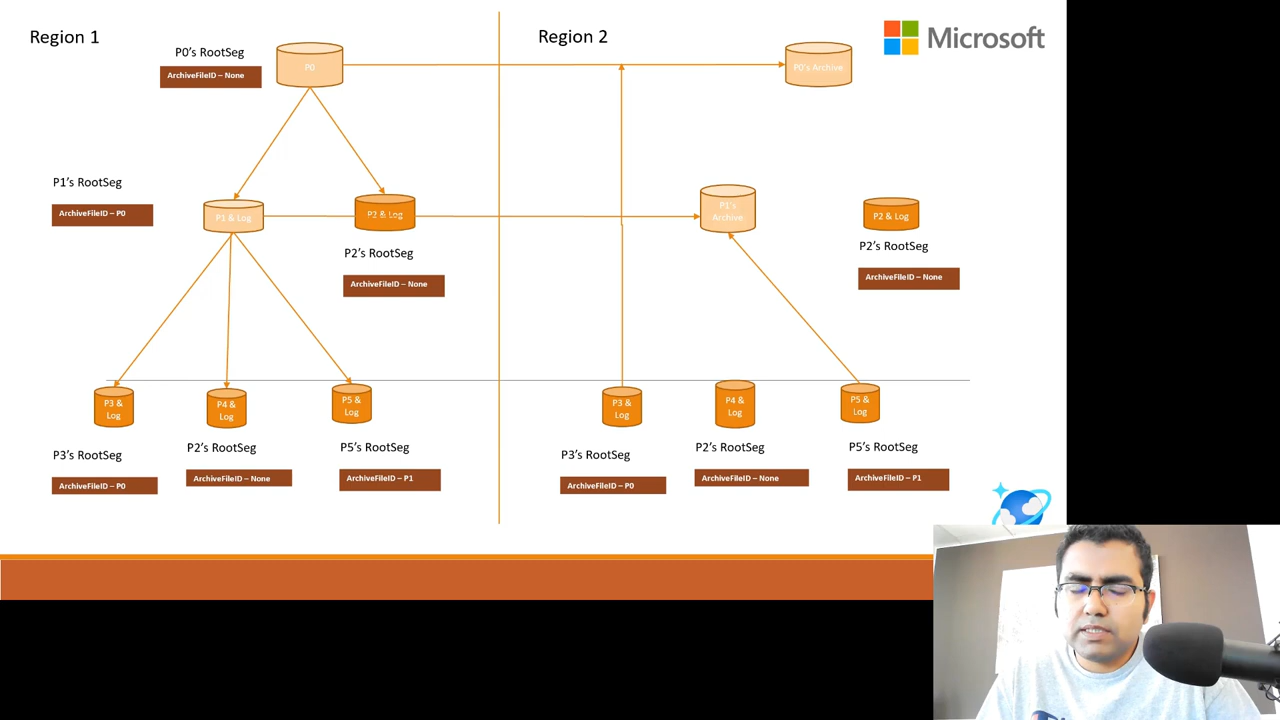 Region 1
Region 2
Microsoft
P0's RootSeg
ArchiveFileID – None
P0
P0's Archive
P1's RootSeg
ArchiveFileID – P0
P1 & Log
P2 & Log
P1's
Archive
P2 & Log
P2's RootSeg
ArchiveFileID – None
P2's RootSeg
ArchiveFileID – None
P3 &
Log
P4 &
Log
P5 &
Log
P3 &
Log
P4 &
Log
P5 &
Log
P3's RootSeg
P2's RootSeg
P5's RootSeg
P3's RootSeg
P2's RootSeg
P5's RootSeg
ArchiveFileID – P0
ArchiveFileID – None
ArchiveFileID – P1
ArchiveFileID – P0
ArchiveFileID – None
ArchiveFileID – P1